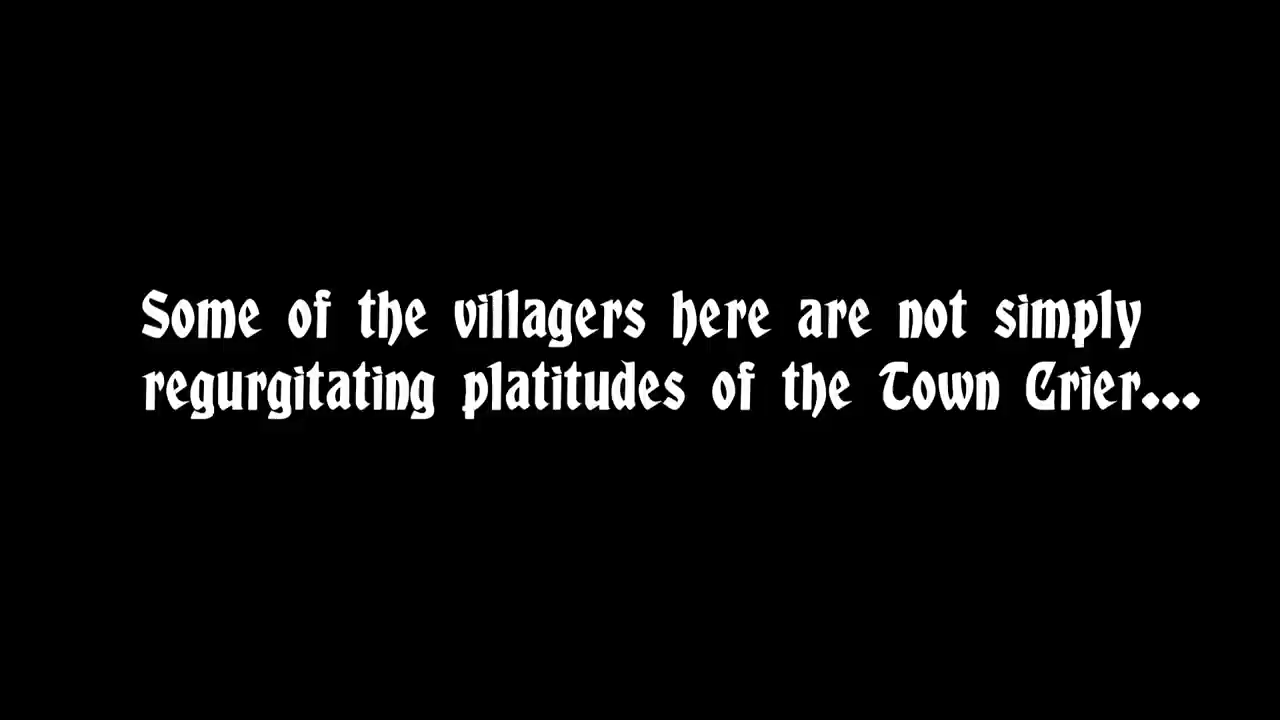 Some of the villagers here are not simply
regurgitating platitudes of the Town Crier...